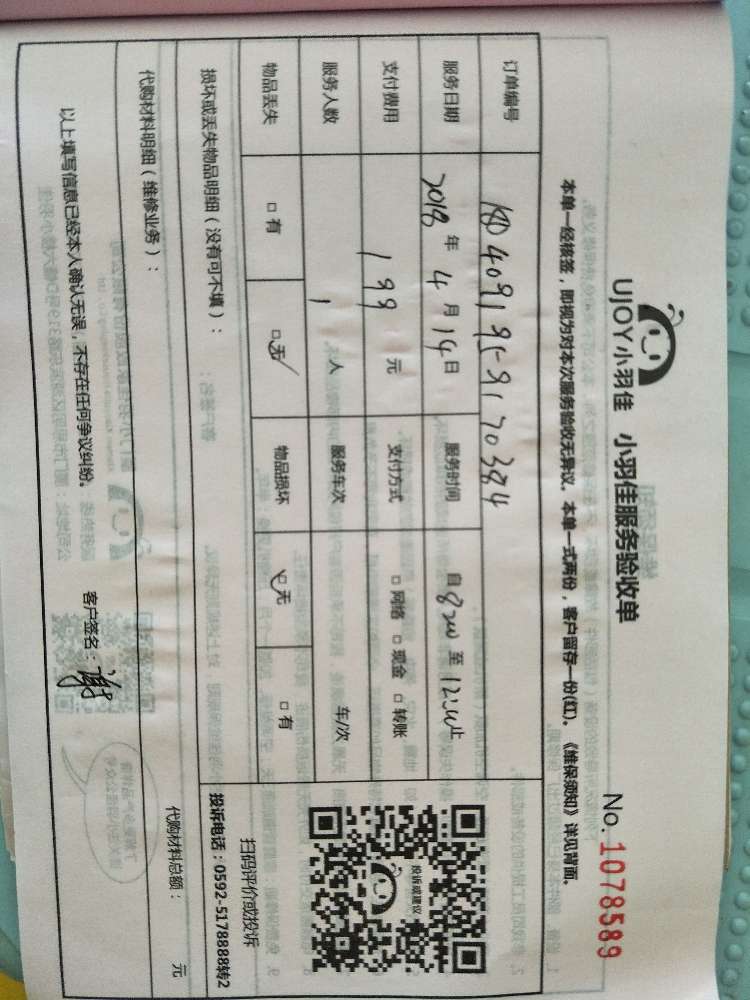 UJOY小羽佳 小羽佳服务验收单
No. 1078589
本单一经核签，即视为对本次服务验收无异议。本单一式两份，客户留存一份(红)。《维保须知》详见背面。
订单编号
服务日期 2018 年 4 月 14 日 服务时间 自 8:00 至 12:00 止
支付费用 199 元 支付方式 □ 网络 □ 现金 □ 转账
服务人数 1 人 服务车次 车/次
物品丢失 □ 有 □ 无 物品损坏 □ 无 □ 有
投诉或建议
扫码评价或投诉
投诉电话：0592-5178888转2
损坏或丢失物品明细（没有可不填）：
代购材料明细（维修业务）： 代购材料总额： 元
以上填写信息已经本人确认无误，不存在任何争议纠纷。
客户签名：谢